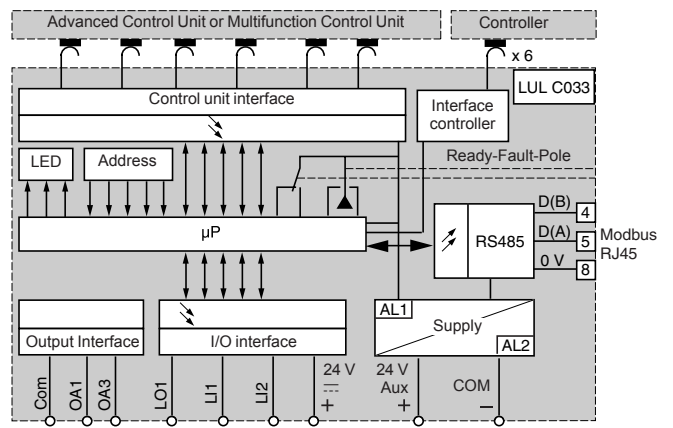 Advanced Control Unit or Multifunction Control Unit
Controller
x 6
LUL C033
Control unit interface
Interface
controller
LED
Address
Ready-Fault-Pole
µP
RS485
D(B)
4
D(A)
5
0 V
8
Modbus
RJ45
Output Interface
I/O interface
AL1
Supply
AL2
Com
OA1
OA3
LO1
LI1
LI2
24 V
+
24 V
Aux
+
COM
–